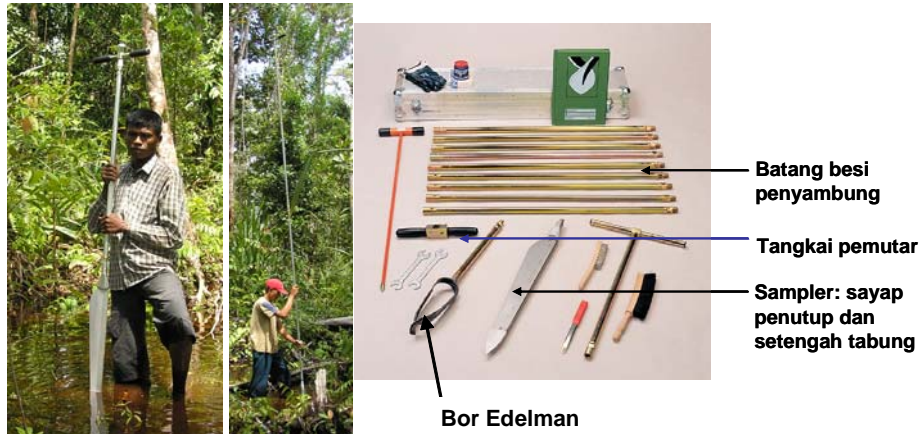 Batang besi
penyambung
Tangkai pemutar
Sampler: sayap
penutup dan
setengah tabung
Bor Edelman